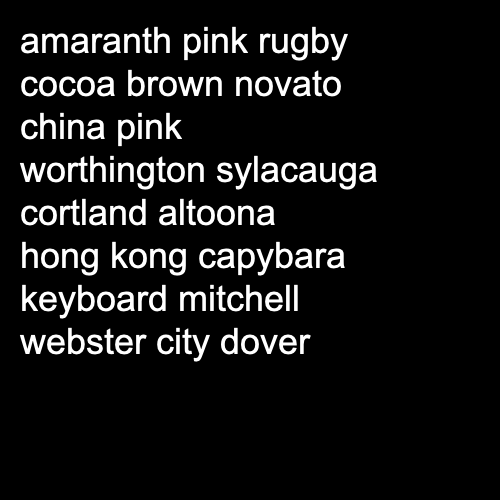 amaranth pink rugby
cocoa brown novato
china pink
worthington sylacauga
cortland altoona
hong kong capybara
keyboard mitchell
webster city dover